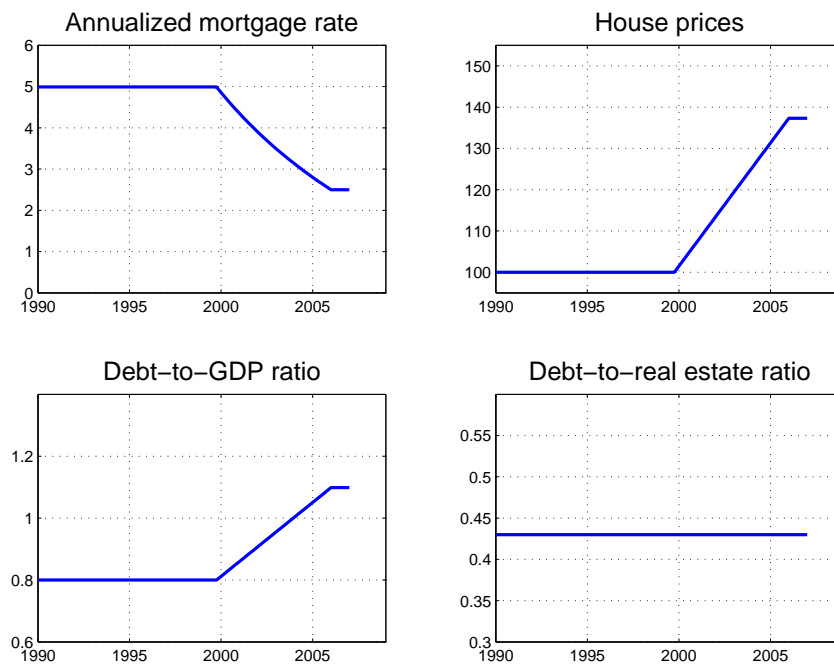 Annualized mortgage rate
6
5
4
3
2
1
0
1990 1995 2000 2005
House prices
150
140
130
120
110
100
1990 1995 2000 2005
Debt−to−GDP ratio
1.2
1
0.8
0.6
1990 1995 2000 2005
Debt−to−real estate ratio
0.55
0.5
0.45
0.4
0.35
0.3
1990 1995 2000 2005